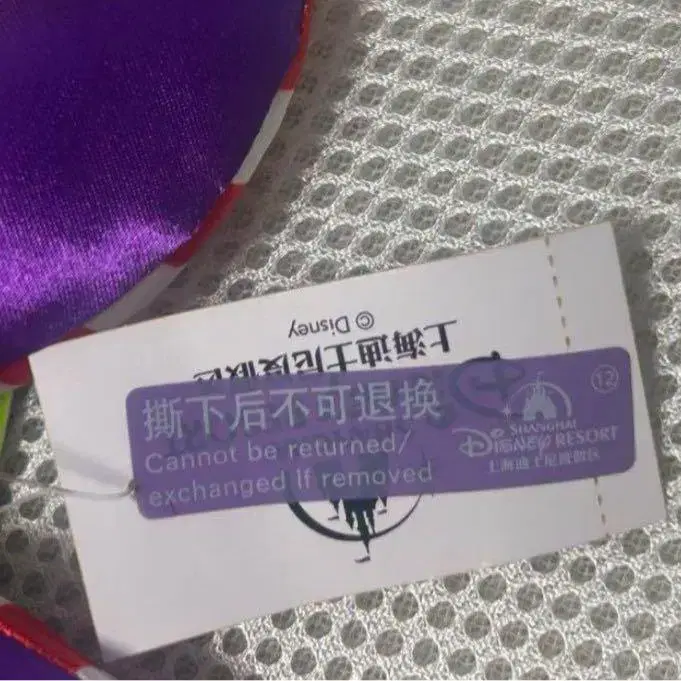 © Disney
上海迪士尼度假区
撕下后不可退换
Cannot be returned/
exchanged If removed
12
SHANGHAI
DISNEY RESORT
上海迪士尼度假区